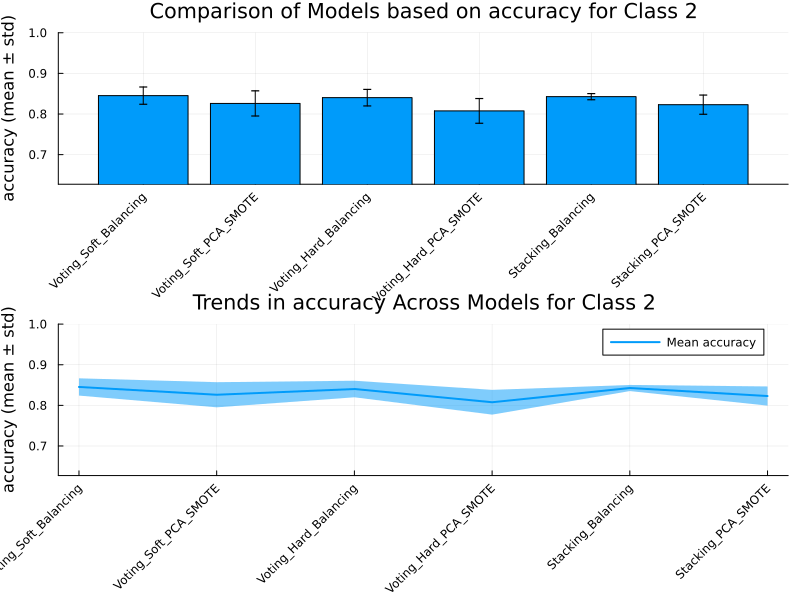 Comparison of Models based on accuracy for Class 2
accuracy (mean ± std)
1.0
0.9
0.8
0.7
Voting_Soft_Balancing
Voting_Soft_PCA_SMOTE
Voting_Hard_Balancing
Voting_Hard_PCA_SMOTE
Stacking_Balancing
Stacking_PCA_SMOTE
Trends in accuracy Across Models for Class 2
accuracy (mean ± std)
1.0
0.9
0.8
0.7
Mean accuracy
ing_Soft_Balancing
Voting_Soft_PCA_SMOTE
Voting_Hard_Balancing
Voting_Hard_PCA_SMOTE
Stacking_Balancing
Stacking_PCA_SMOTE